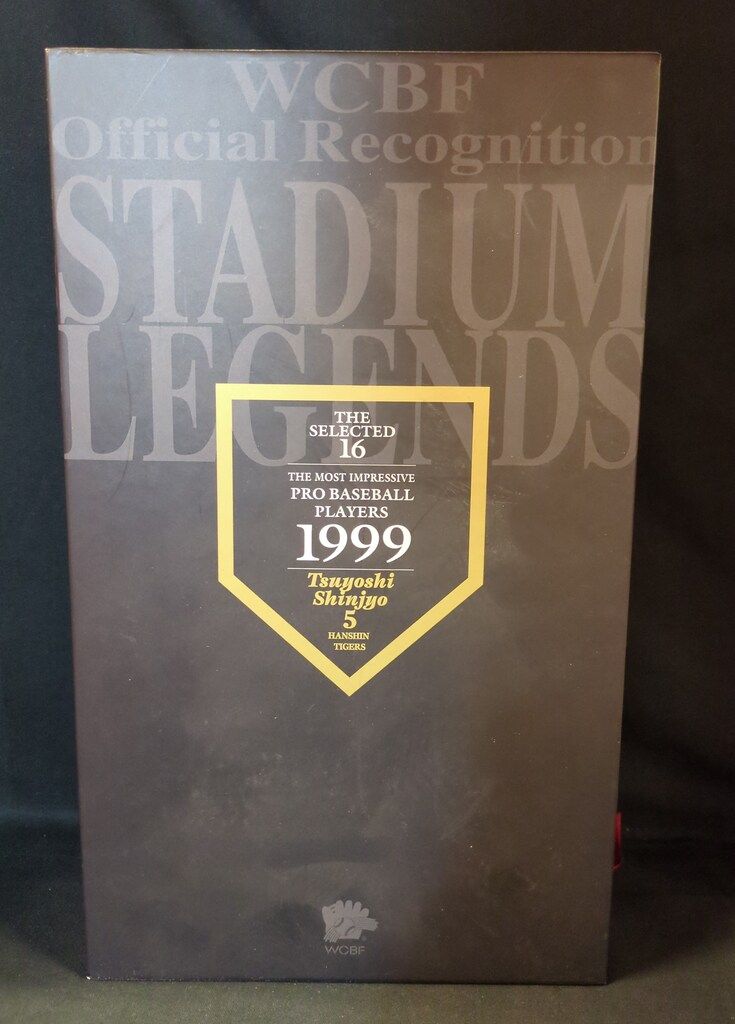 WCBF
Official Recognition
STADIUM
LEGENDS
THE
SELECTED
16
THE MOST IMPRESSIVE
PRO BASEBALL
PLAYERS
1999
Tsuyoshi
Shinjyo
5
HANSHIN
TIGERS
WCBF